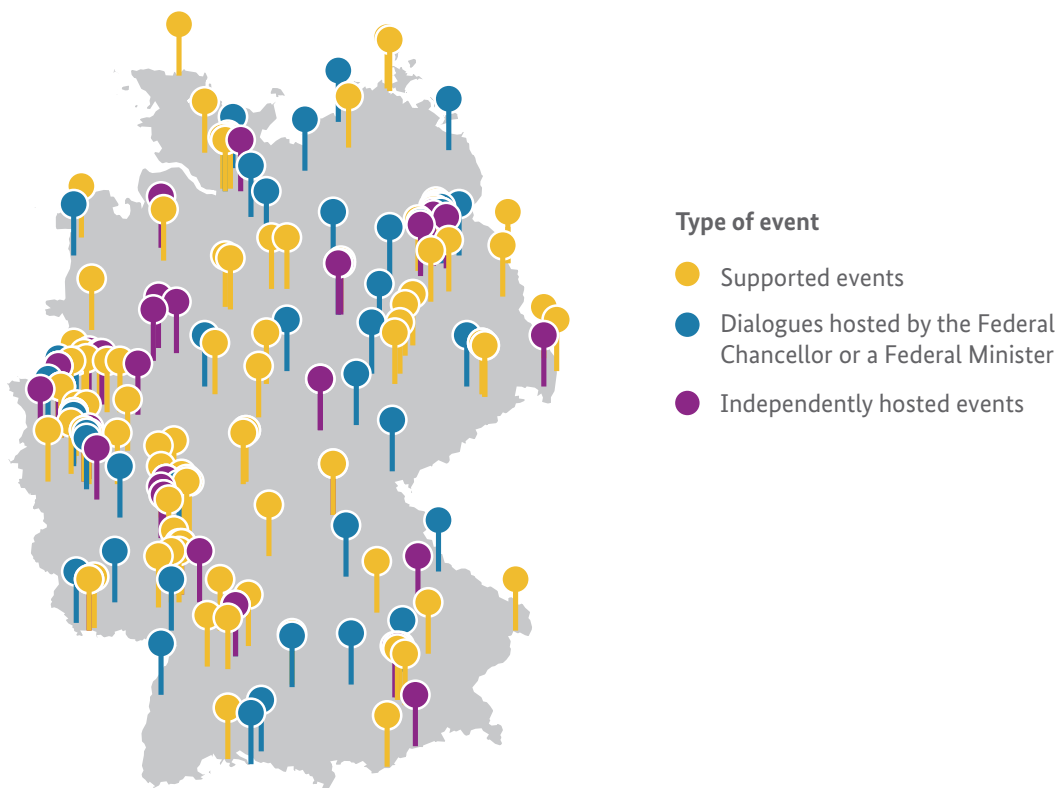 Type of event
Supported events
Dialogues hosted by the Federal
Chancellor or a Federal Minister
Independently hosted events